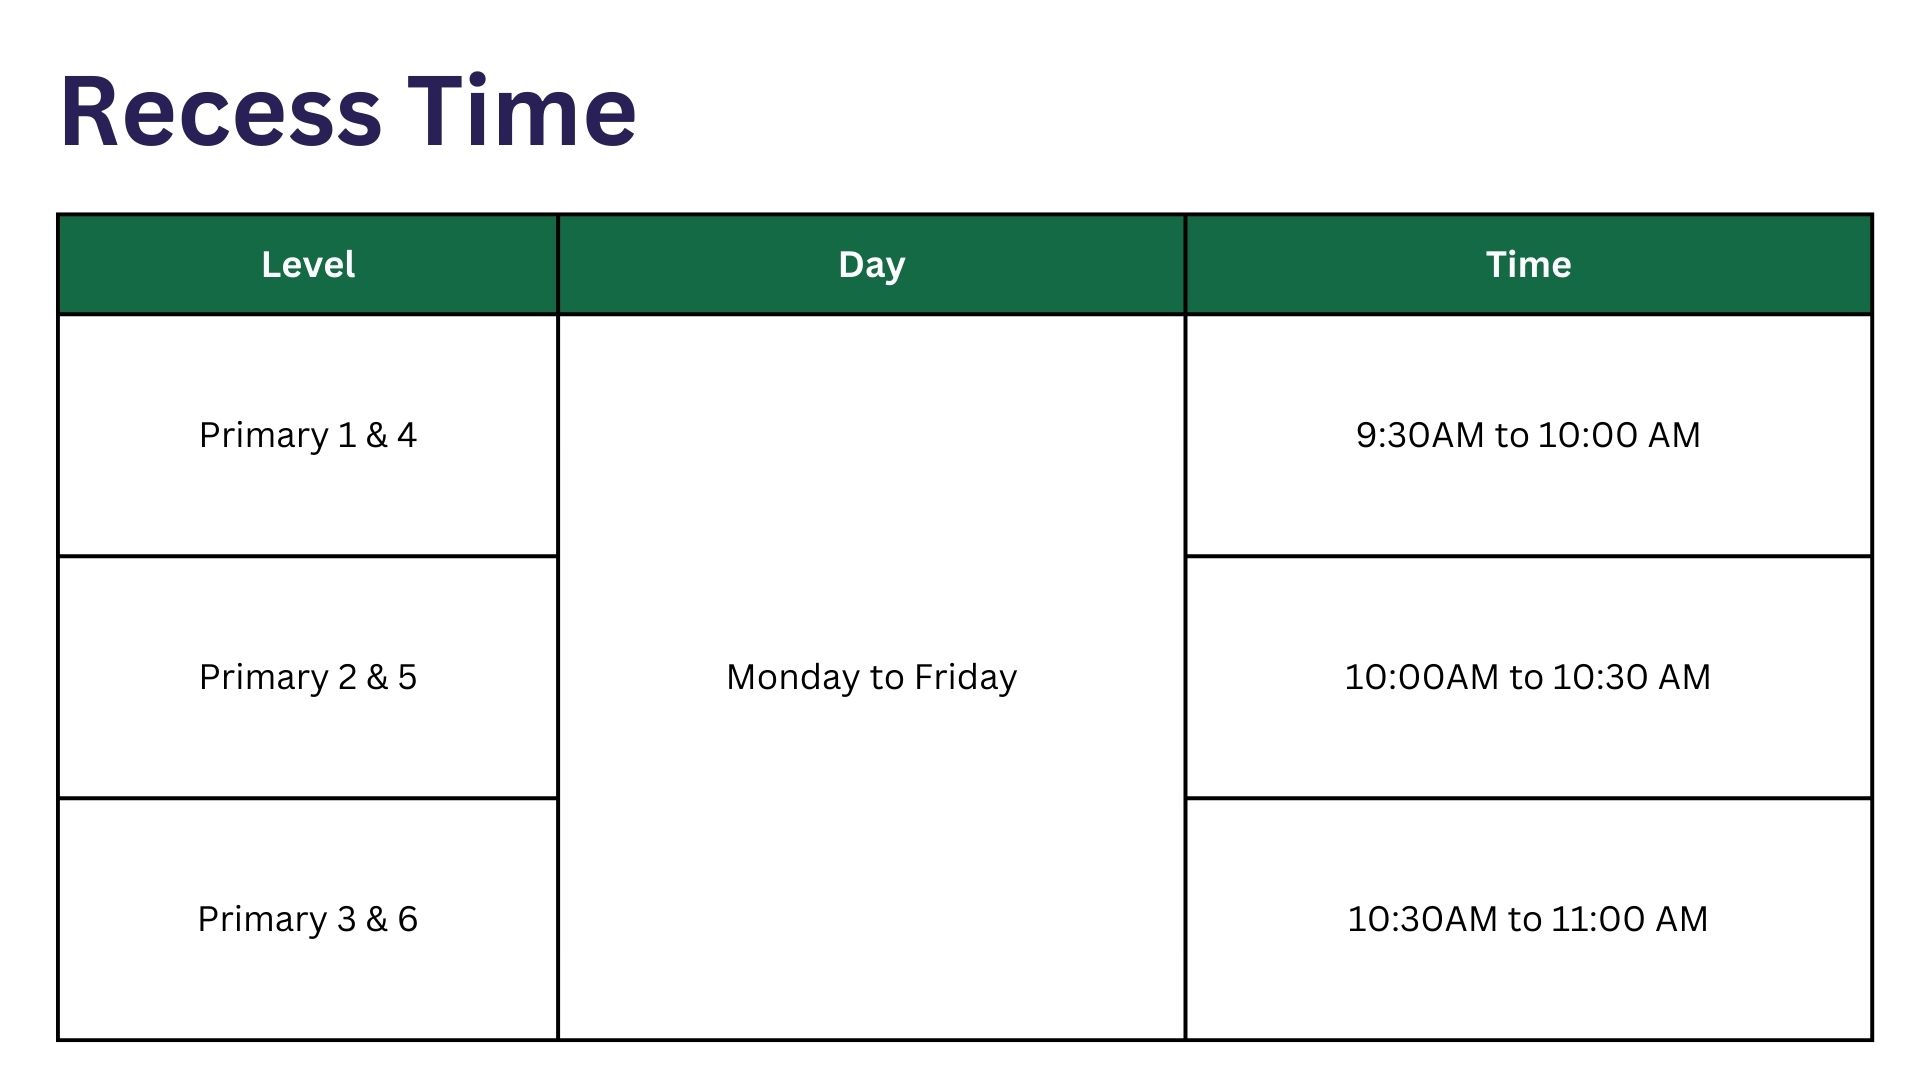 Recess Time
Level Day Time
Primary 1 & 4 9:30AM to 10:00 AM
Primary 2 & 5 Monday to Friday 10:00AM to 10:30 AM
Primary 3 & 6 10:30AM to 11:00 AM